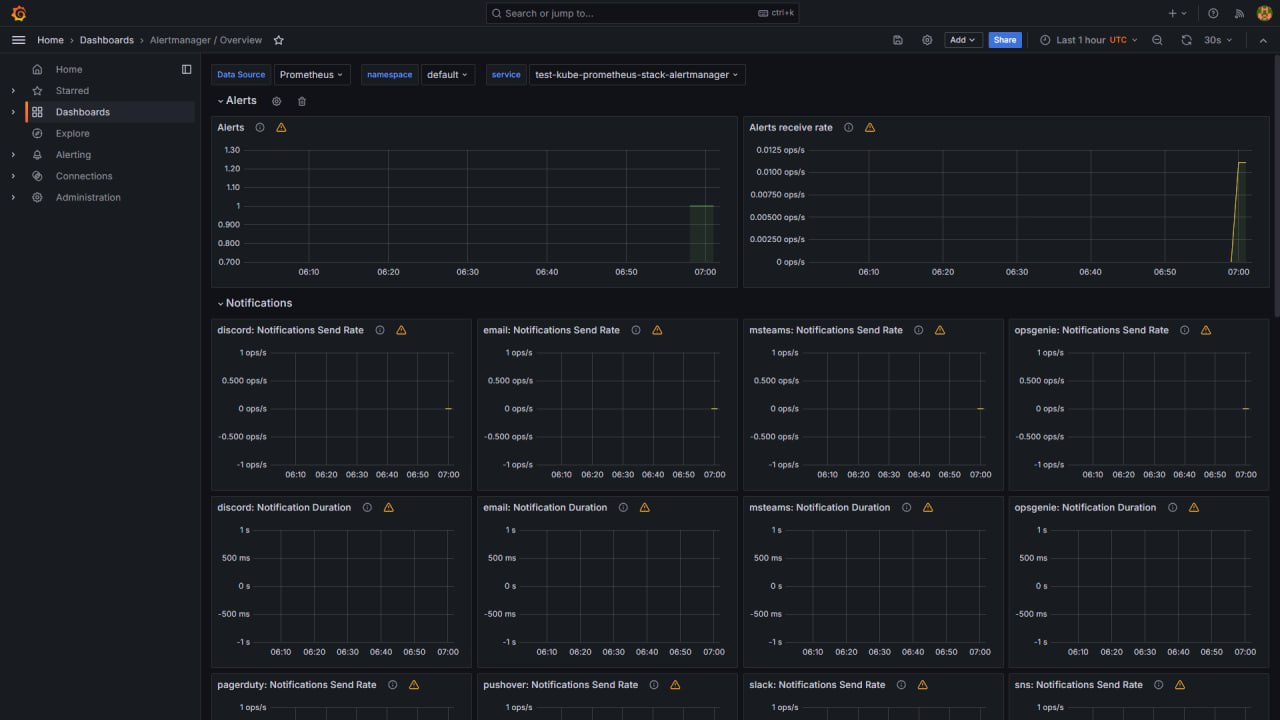 Search or jump to...
ctrl+k
Home › Dashboards › Alertmanager / Overview
Add
Share
Last 1 hour UTC
30s
Home
Starred
Dashboards
Explore
Alerting
Connections
Administration
Data Source Prometheus namespace default service test-kube-prometheus-stack-alertmanager
Alerts
Alerts
1.30
1.20
1.10
1
0.900
0.800
0.700
06:10 06:20 06:30 06:40 06:50 07:00
Alerts receive rate
0.0125 ops/s
0.0100 ops/s
0.00750 ops/s
0.00500 ops/s
0.00250 ops/s
0 ops/s
06:10 06:20 06:30 06:40 06:50 07:00
Notifications
discord: Notifications Send Rate
1 ops/s
0.500 ops/s
0 ops/s
-0.500 ops/s
-1 ops/s
06:10 06:20 06:30 06:40 06:50 07:00
email: Notifications Send Rate
1 ops/s
0.500 ops/s
0 ops/s
-0.500 ops/s
-1 ops/s
06:10 06:20 06:30 06:40 06:50 07:00
msteams: Notifications Send Rate
1 ops/s
0.500 ops/s
0 ops/s
-0.500 ops/s
-1 ops/s
06:10 06:20 06:30 06:40 06:50 07:00
opsgenie: Notifications Send Rate
1 ops/s
0.500 ops/s
0 ops/s
-0.500 ops/s
-1 ops/s
06:10 06:20 06:30 06:40 06:50 07:00
discord: Notification Duration
1 s
500 ms
0 s
-500 ms
-1 s
06:10 06:20 06:30 06:40 06:50 07:00
email: Notification Duration
1 s
500 ms
0 s
-500 ms
-1 s
06:10 06:20 06:30 06:40 06:50 07:00
msteams: Notification Duration
1 s
500 ms
0 s
-500 ms
-1 s
06:10 06:20 06:30 06:40 06:50 07:00
opsgenie: Notification Duration
1 s
500 ms
0 s
-500 ms
-1 s
06:10 06:20 06:30 06:40 06:50 07:00
pagerduty: Notifications Send Rate
1 ops/s
pushover: Notifications Send Rate
1 ops/s
slack: Notifications Send Rate
1 ops/s
sns: Notifications Send Rate
1 ops/s